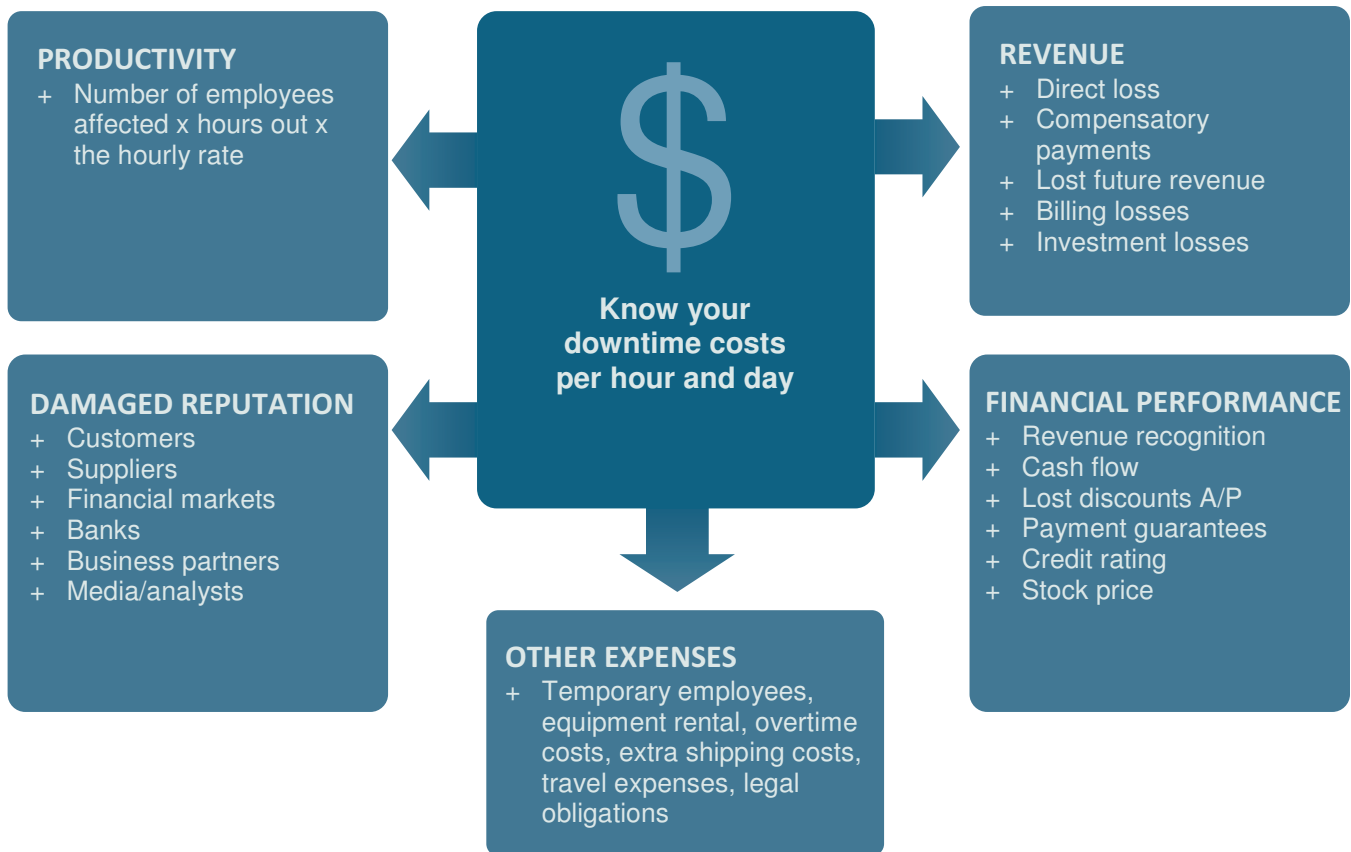 PRODUCTIVITY
+ Number of employees
affected x hours out x
the hourly rate
$
Know your
downtime costs
per hour and day
REVENUE
+ Direct loss
+ Compensatory
payments
+ Lost future revenue
+ Billing losses
+ Investment losses
DAMAGED REPUTATION
+ Customers
+ Suppliers
+ Financial markets
+ Banks
+ Business partners
+ Media/analysts
FINANCIAL PERFORMANCE
+ Revenue recognition
+ Cash flow
+ Lost discounts A/P
+ Payment guarantees
+ Credit rating
+ Stock price
OTHER EXPENSES
+ Temporary employees,
equipment rental, overtime
costs, extra shipping costs,
travel expenses, legal
obligations